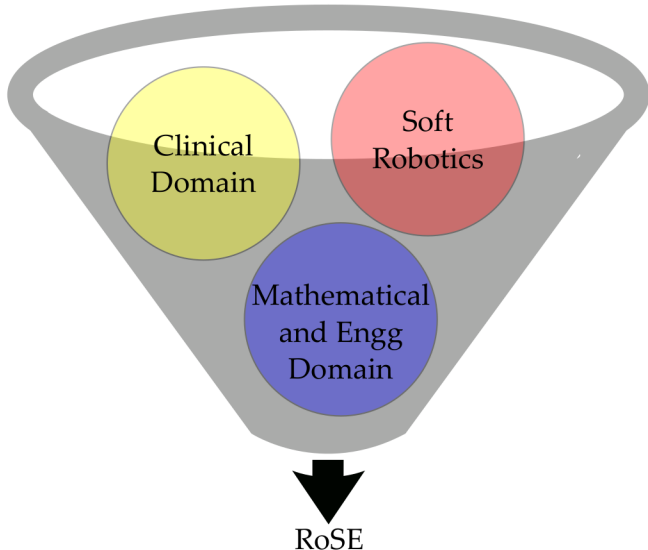 Clinical
Domain
Soft
Robotics
Mathematical
and Engg
Domain
RoSE